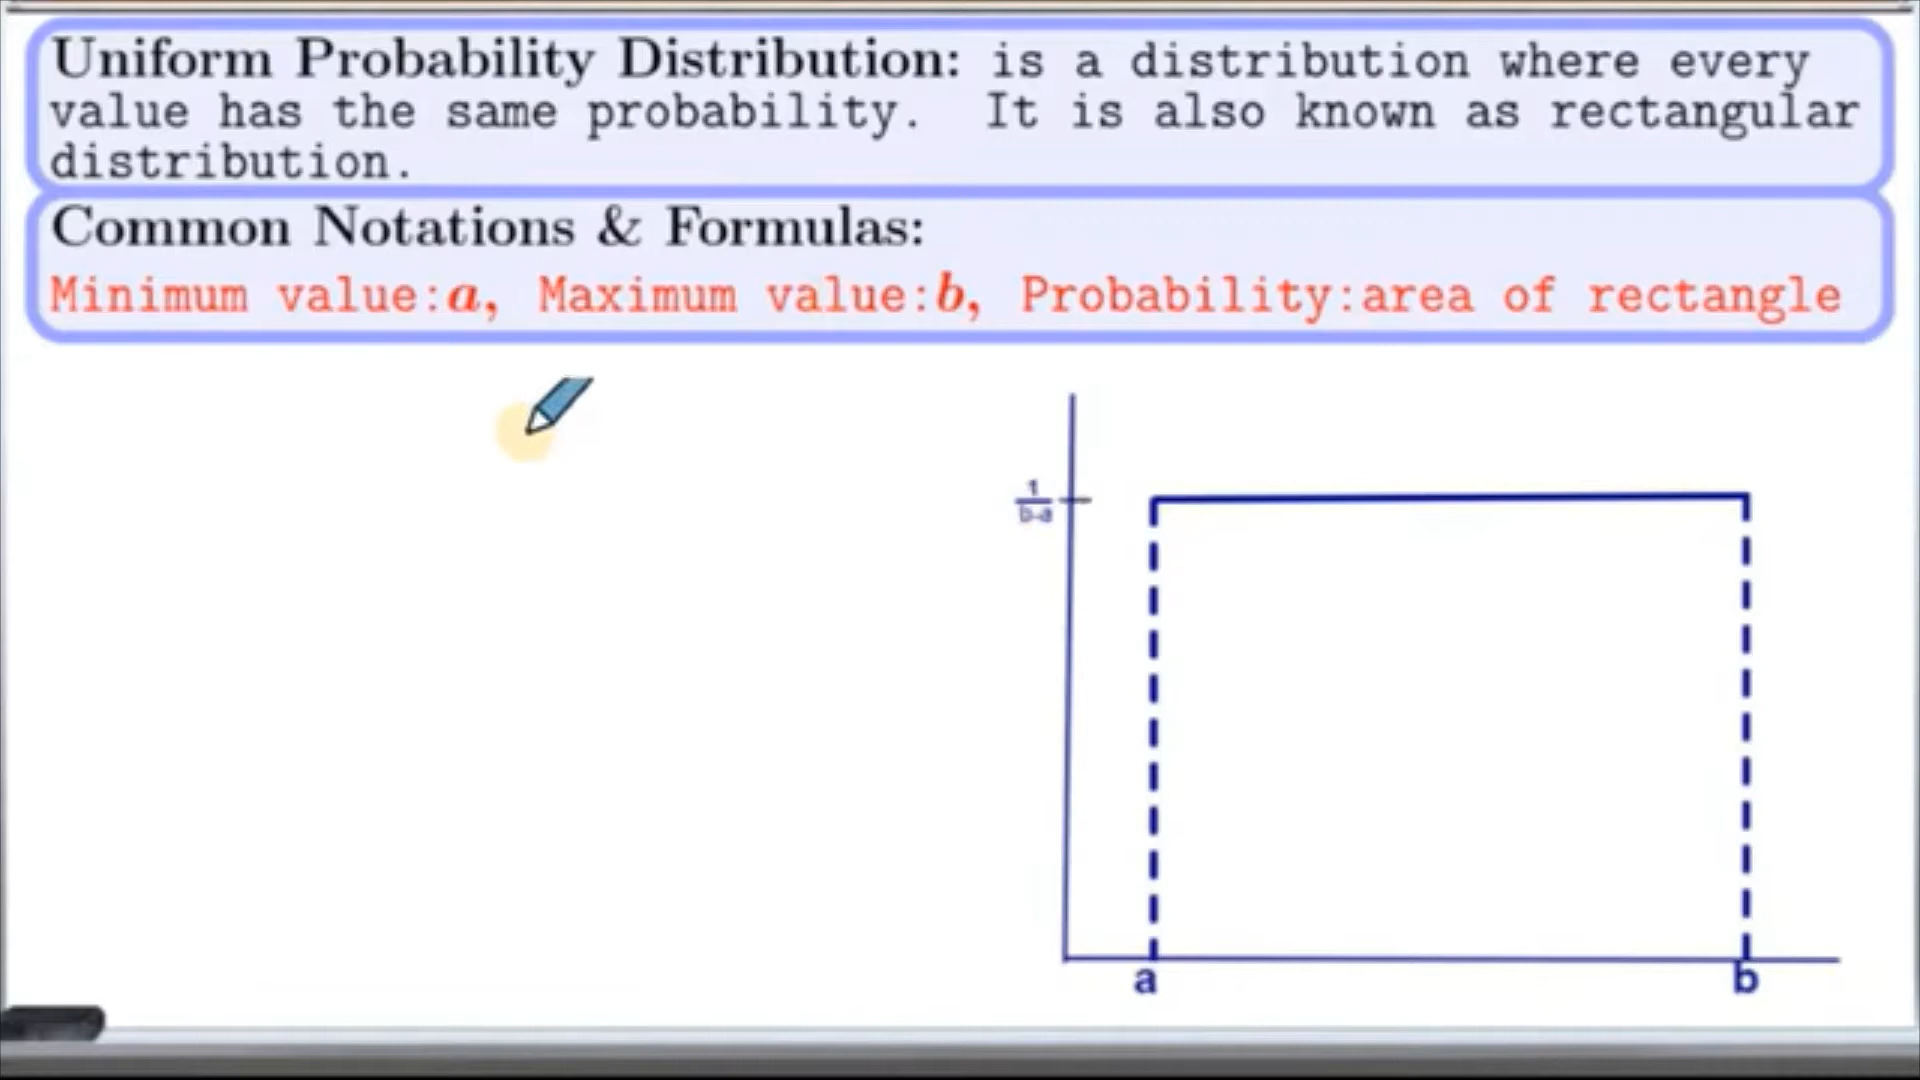 Uniform Probability Distribution: is a distribution where every
value has the same probability. It is also known as rectangular
distribution.
Common Notations & Formulas:
Minimum value:a, Maximum value:b, Probability:area of rectangle
1
b-a
a
b